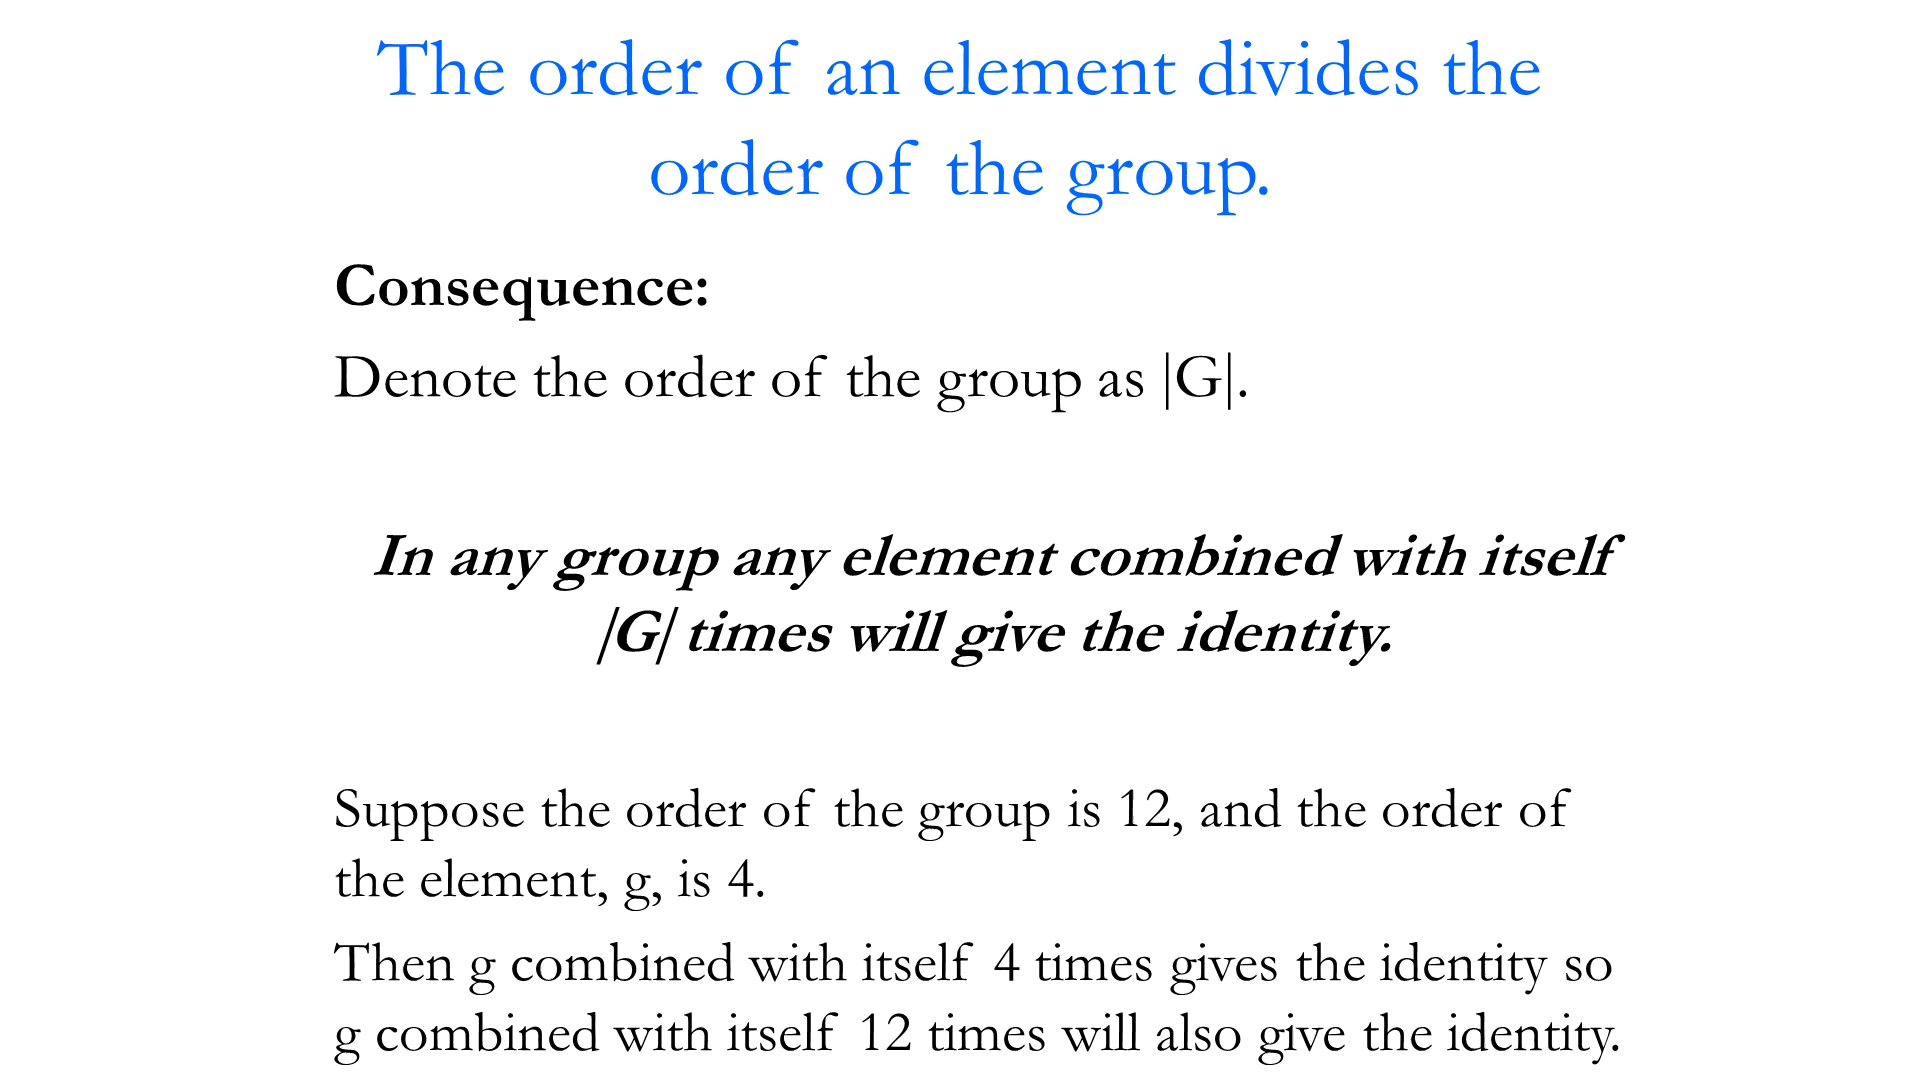 The order of an element divides the
order of the group.
Consequence:
Denote the order of the group as |G|.
In any group any element combined with itself
|G| times will give the identity.
Suppose the order of the group is 12, and the order of
the element, g, is 4.
Then g combined with itself 4 times gives the identity so
g combined with itself 12 times will also give the identity.